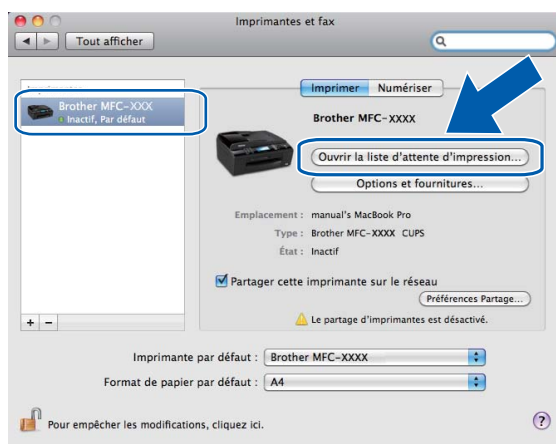 Imprimantes et fax
Tout afficher
Brother MFC-XXX
Inactif, Par défaut
Imprimer Numériser
Brother MFC-XXXX
Ouvrir la liste d'attente d'impression...
Options et fournitures...
Emplacement : manual's MacBook Pro
Type : Brother MFC-XXXX CUPS
État : Inactif
Partager cette imprimante sur le réseau
Préférences Partage...
Le partage d'imprimantes est désactivé.
+ −
Imprimante par défaut : Brother MFC-XXXX
Format de papier par défaut : A4
Pour empêcher les modifications, cliquez ici.
?